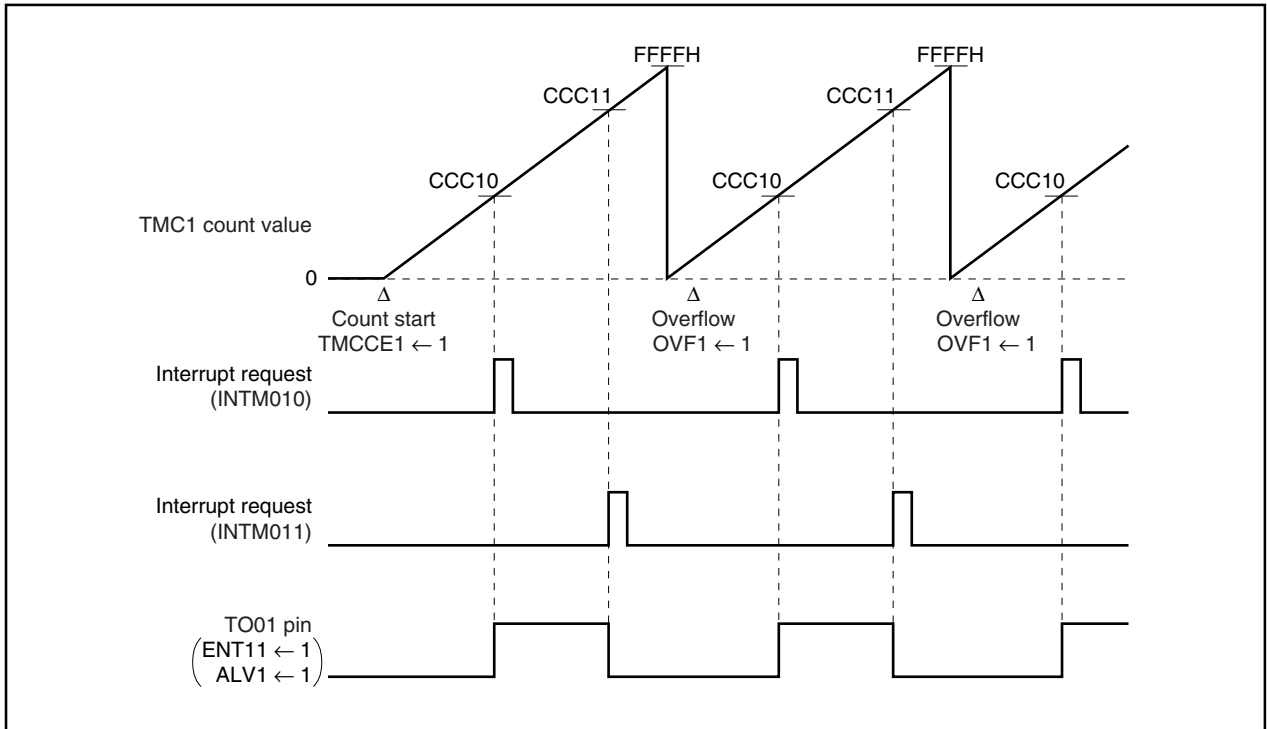 FFFFH FFFFH
CCC11 CCC11
CCC10 CCC10 CCC10
TMC1 count value
0
Δ Δ Δ
Count start Overflow Overflow
TMCCE1 ← 1 OVF1 ← 1 OVF1 ← 1
Interrupt request
(INTM010)
Interrupt request
(INTM011)
TO01 pin
(ENT11 ← 1
ALV1 ← 1)